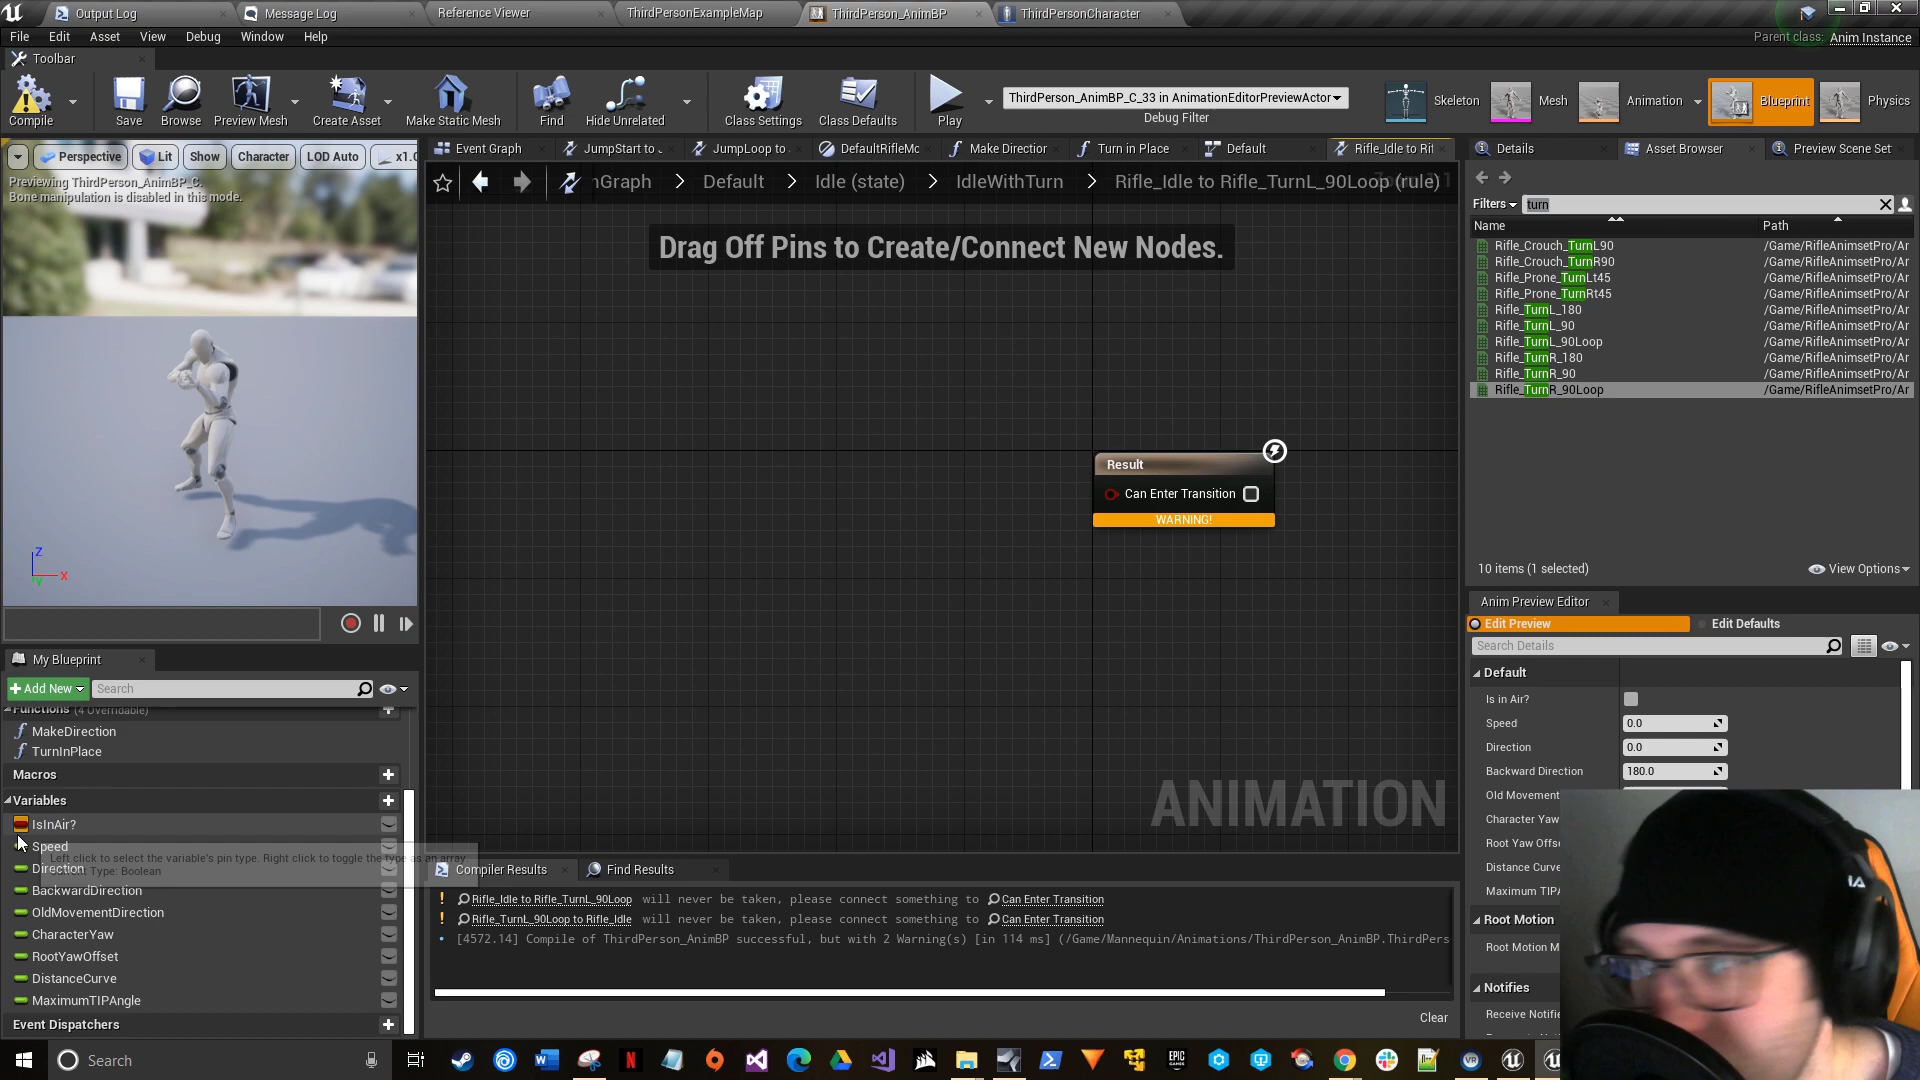 Output Log
Message Log
Reference Viewer
ThirdPersonExampleMap
ThirdPerson_AnimBP
ThirdPersonCharacter
File Edit Asset View Debug Window Help
Parent class: Anim Instance
Toolbar
Compile
Save
Browse
Preview Mesh
Create Asset
Make Static Mesh
Find
Hide Unrelated
Class Settings
Class Defaults
Play
ThirdPerson_AnimBP_C_33 in AnimationEditorPreviewActor
Debug Filter
Skeleton
Mesh
Animation
Blueprint
Physics
Perspective
Lit
Show
Character
LOD Auto
x1.0
Previewing ThirdPerson_AnimBP_C.
Bone manipulation is disabled in this mode.
Z
X
Y
Event Graph
JumpStart to J
JumpLoop to
DefaultRifleMo
Make Direction
Turn in Place
Default
Rifle_Idle to Rif
nGraph > Default > Idle (state) > IdleWithTurn > Rifle_Idle to Rifle_TurnL_90Loop (rule)
Drag Off Pins to Create/Connect New Nodes.
Result
Can Enter Transition
WARNING!
ANIMATION
Details
Asset Browser
Preview Scene Set
Filters
turn
Name Path
Rifle_Crouch_TurnL90 /Game/RifleAnimsetPro/Ar
Rifle_Crouch_TurnR90 /Game/RifleAnimsetPro/Ar
Rifle_Prone_TurnLt45 /Game/RifleAnimsetPro/Ar
Rifle_Prone_TurnRt45 /Game/RifleAnimsetPro/Ar
Rifle_TurnL_180 /Game/RifleAnimsetPro/Ar
Rifle_TurnL_90 /Game/RifleAnimsetPro/Ar
Rifle_TurnL_90Loop /Game/RifleAnimsetPro/Ar
Rifle_TurnR_180 /Game/RifleAnimsetPro/Ar
Rifle_TurnR_90 /Game/RifleAnimsetPro/Ar
Rifle_TurnR_90Loop /Game/RifleAnimsetPro/Ar
10 items (1 selected)
View Options
Anim Preview Editor
Edit Preview
Edit Defaults
Search Details
Default
Is in Air?
Speed 0.0
Direction 0.0
Backward Direction 180.0
Old Movement
Character Yaw
Root Yaw Offs
Distance Curve
Maximum TIPA
Root Motion
Root Motion M
Notifies
Receive Notifie
My Blueprint
Add New
Search
Functions (4 Overridable)
MakeDirection
TurnInPlace
Macros
Variables
IsInAir?
Speed
Left click to select the variable's pin type. Right click to toggle the type as an array
Direction
Type: Boolean
BackwardDirection
OldMovementDirection
CharacterYaw
RootYawOffset
DistanceCurve
MaximumTIPAngle
Event Dispatchers
Compiler Results
Find Results
Rifle_Idle to Rifle_TurnL_90Loop will never be taken, please connect something to Can Enter Transition
Rifle_TurnL_90Loop to Rifle_Idle will never be taken, please connect something to Can Enter Transition
[4572.14] Compile of ThirdPerson_AnimBP successful, but with 2 Warning(s) [in 114 ms] (/Game/Mannequin/Animations/ThirdPerson_AnimBP.ThirdPers
Clear
Search
EPIC GAMES